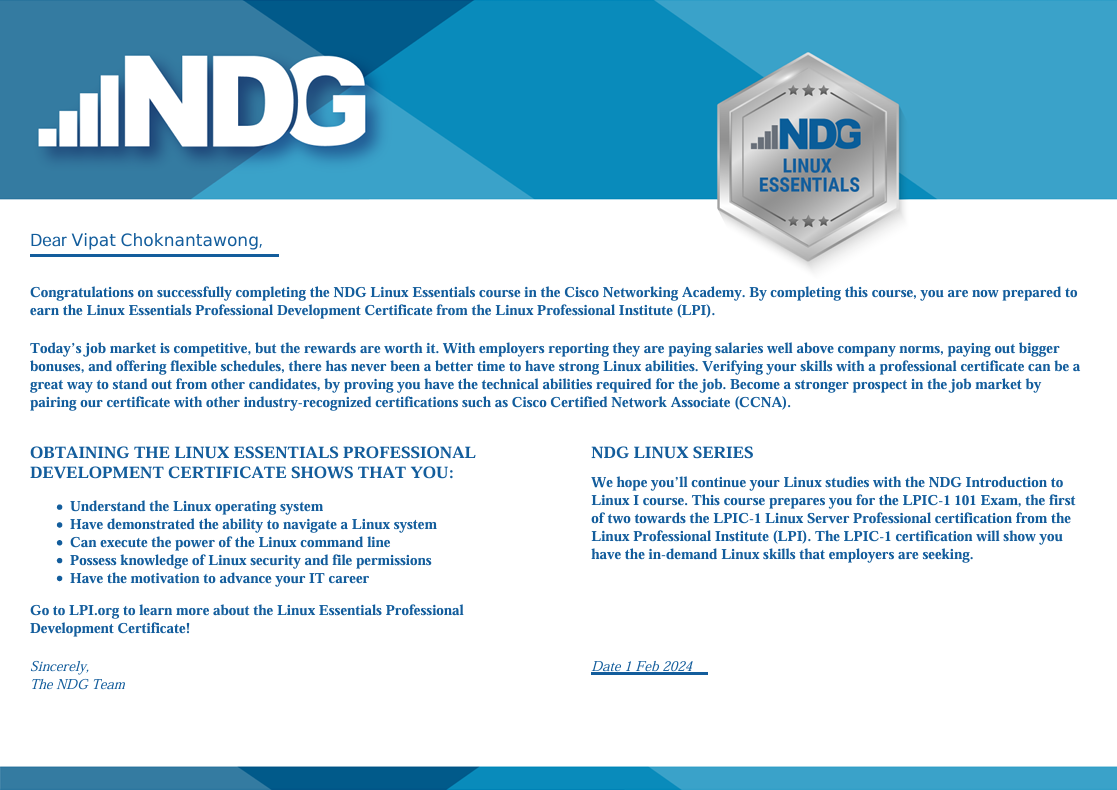 NDG
NDG
LINUX
ESSENTIALS
Dear Vipat Choknantawong,
Congratulations on successfully completing the NDG Linux Essentials course in the Cisco Networking Academy. By completing this course, you are now prepared to
earn the Linux Essentials Professional Development Certificate from the Linux Professional Institute (LPI).
Today’s job market is competitive, but the rewards are worth it. With employers reporting they are paying salaries well above company norms, paying out bigger
bonuses, and offering flexible schedules, there has never been a better time to have strong Linux abilities. Verifying your skills with a professional certificate can be a
great way to stand out from other candidates, by proving you have the technical abilities required for the job. Become a stronger prospect in the job market by
pairing our certificate with other industry-recognized certifications such as Cisco Certified Network Associate (CCNA).
OBTAINING THE LINUX ESSENTIALS PROFESSIONAL
DEVELOPMENT CERTIFICATE SHOWS THAT YOU:
• Understand the Linux operating system
• Have demonstrated the ability to navigate a Linux system
• Can execute the power of the Linux command line
• Possess knowledge of Linux security and file permissions
• Have the motivation to advance your IT career
Go to LPI.org to learn more about the Linux Essentials Professional
Development Certificate!
Sincerely,
The NDG Team
NDG LINUX SERIES
We hope you’ll continue your Linux studies with the NDG Introduction to
Linux I course. This course prepares you for the LPIC-1 101 Exam, the first
of two towards the LPIC-1 Linux Server Professional certification from the
Linux Professional Institute (LPI). The LPIC-1 certification will show you
have the in-demand Linux skills that employers are seeking.
Date 1 Feb 2024